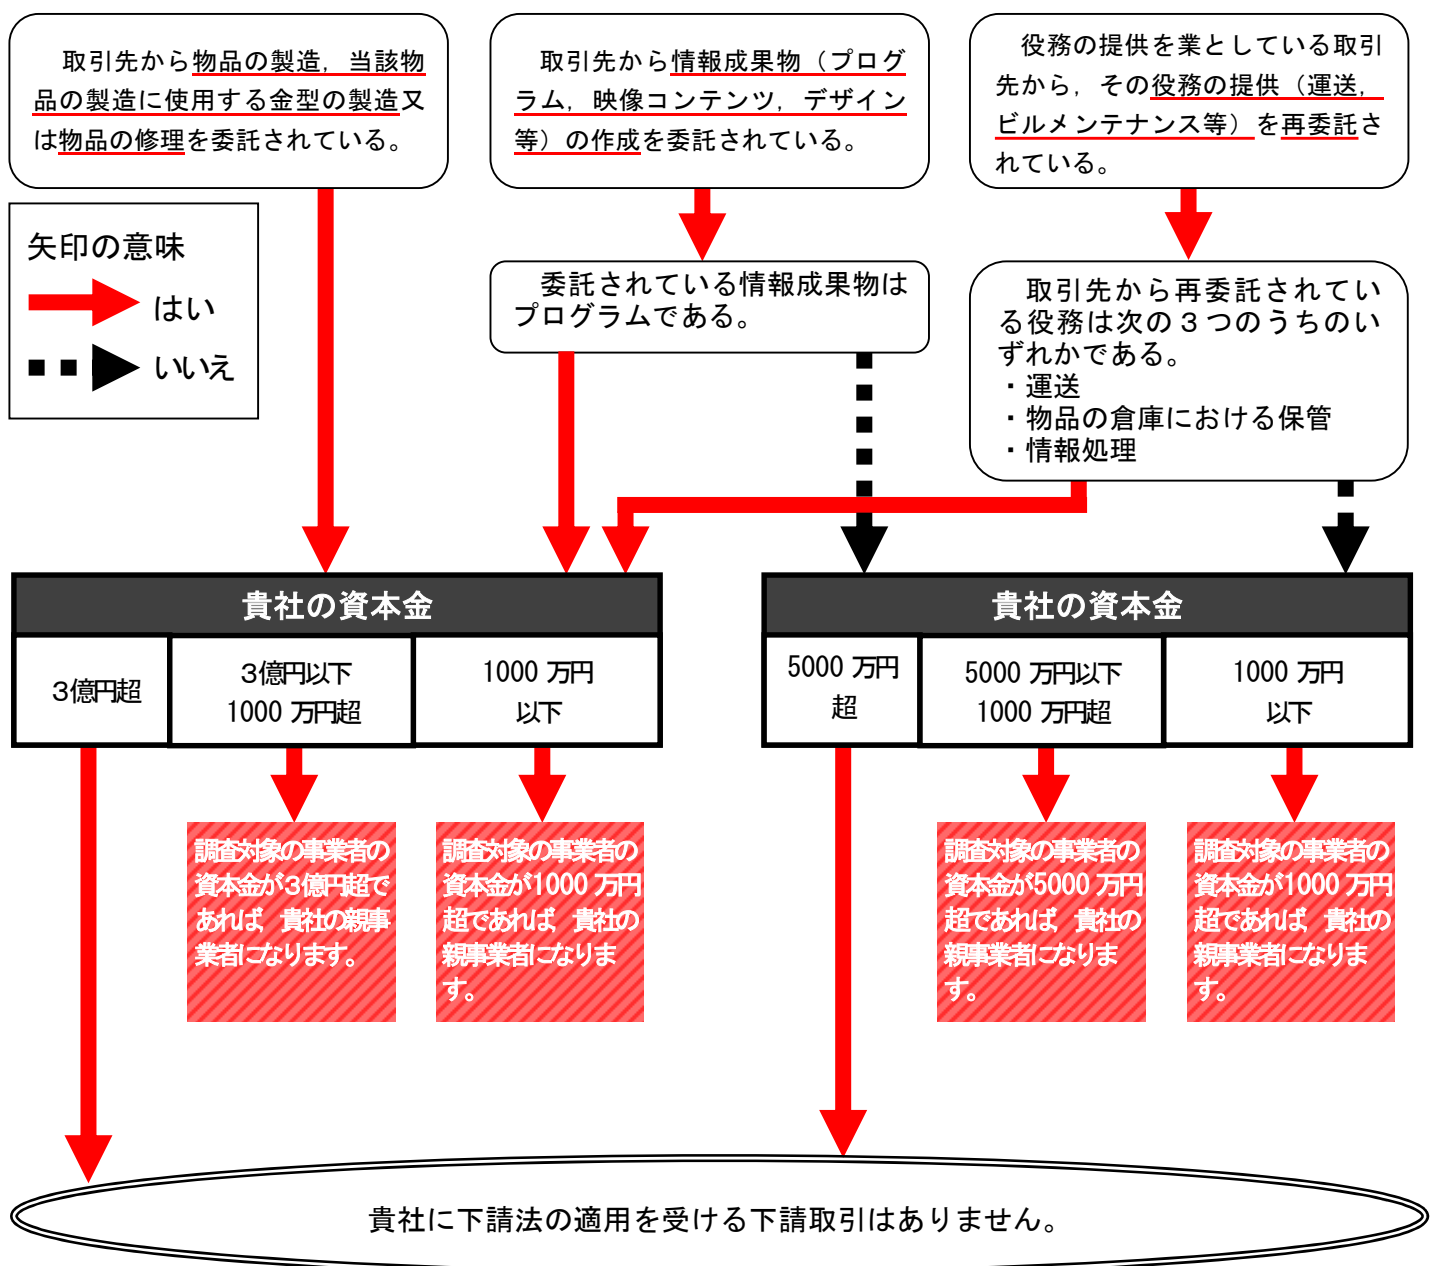 取引先から物品の製造，当該物
品の製造に使用する金型の製造又
は物品の修理を委託されている。
取引先から情報成果物（プログ
ラム，映像コンテンツ，デザイン
等）の作成を委託されている。
役務の提供を業としている取引
先から，その役務の提供（運送，
ビルメンテナンス等）を再委託さ
れている。
矢印の意味
はい
いいえ
委託されている情報成果物は
プログラムである。
取引先から再委託されてい
る役務は次の３つのうちのい
ずれかである。
・運送
・物品の倉庫における保管
・情報処理
貴社の資本金
３億円超
３億円以下
1000 万円超
1000 万円
以下
貴社の資本金
5000 万円
超
5000 万円以下
1000 万円超
1000 万円
以下
調査対象の事業者の
資本金が３億円超で
あれば，貴社の親事
業者になります。
調査対象の事業者の
資本金が1000 万円
超であれば，貴社の
親事業者になりま
す。
調査対象の事業者の
資本金が5000 万円
超であれば，貴社の
親事業者になりま
す。
調査対象の事業者の
資本金が1000 万円
超であれば，貴社の
親事業者になりま
す。
貴社に下請法の適用を受ける下請取引はありません。